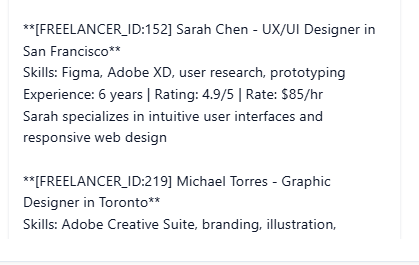 **[FREELANCER_ID:152] Sarah Chen - UX/UI Designer in
San Francisco**
Skills: Figma, Adobe XD, user research, prototyping
Experience: 6 years | Rating: 4.9/5 | Rate: $85/hr
Sarah specializes in intuitive user interfaces and
responsive web design
**[FREELANCER_ID:219] Michael Torres - Graphic
Designer in Toronto**
Skills: Adobe Creative Suite, branding, illustration,